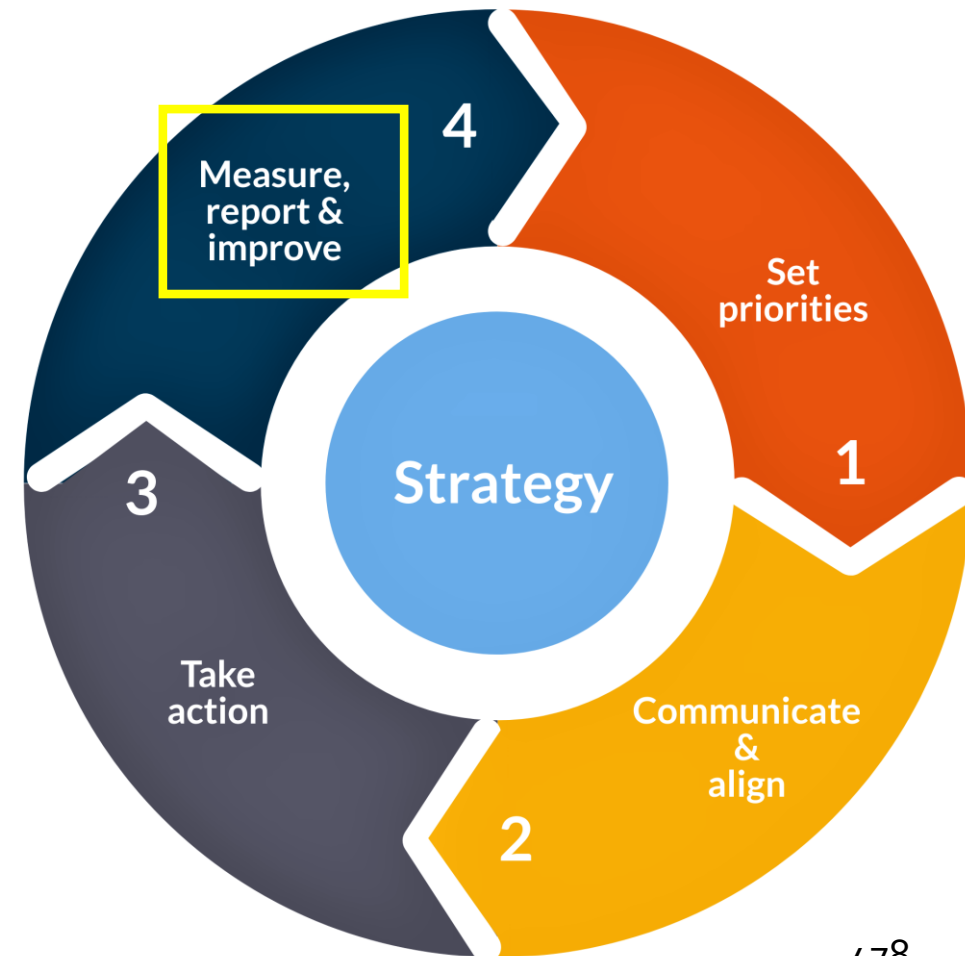 4
Measure,
report &
improve
Set
priorities
1
Strategy
3
Take
action
Communicate
&
align
2